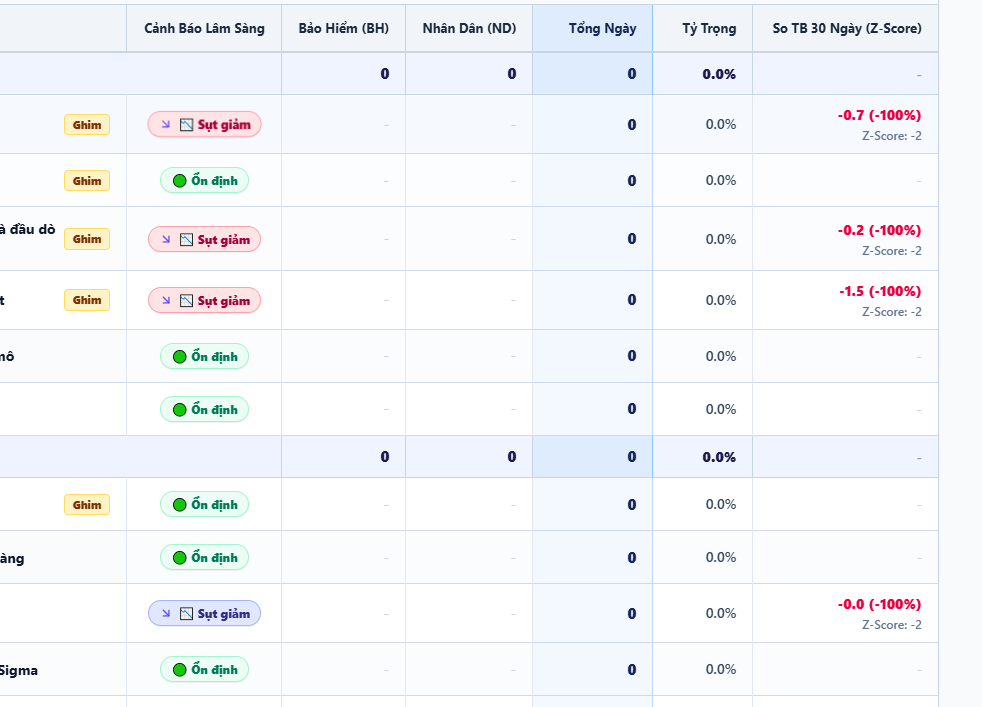 Cảnh Báo Lâm Sàng Bảo Hiểm (BH) Nhân Dân (ND) Tổng Ngày Tỷ Trọng So TB 30 Ngày (Z-Score)
0 0 0 0.0% -
Ghim Sụt giảm - - 0 0.0% -0.7 (-100%)
Z-Score: -2
Ghim Ổn định - - 0 0.0% -
à đầu dò Ghim Sụt giảm - - 0 0.0% -0.2 (-100%)
Z-Score: -2
t Ghim Sụt giảm - - 0 0.0% -1.5 (-100%)
Z-Score: -2
mô Ổn định - - 0 0.0% -
Ổn định - - 0 0.0% -
0 0 0 0.0% -
Ghim Ổn định - - 0 0.0% -
àng Ổn định - - 0 0.0% -
Sụt giảm - - 0 0.0% -0.0 (-100%)
Z-Score: -2
Sigma Ổn định - - 0 0.0% -